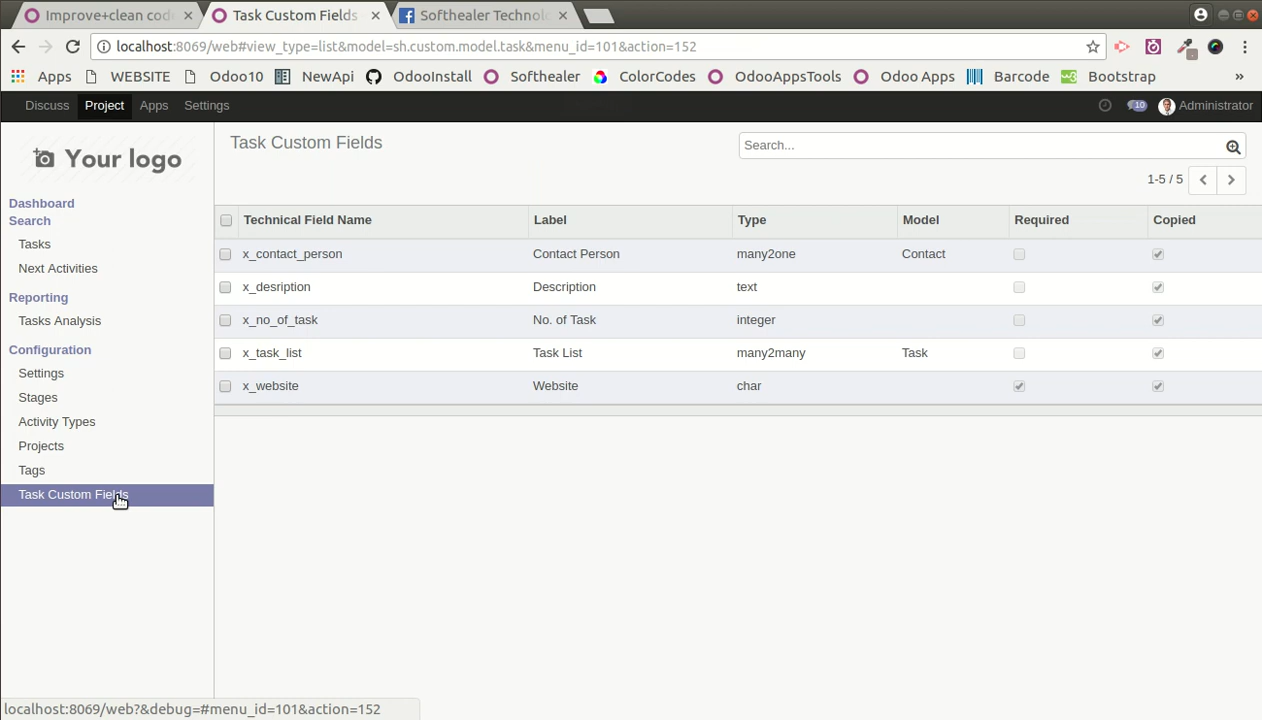 Improve+clean cod
Task Custom Fields
Softhealer Technol
localhost:8069/web#view_type=list&model=sh.custom.model.task&menu_id=101&action=152
Apps WEBSITE Odoo10 NewApi OdooInstall Softhealer ColorCodes OdooAppsTools Odoo Apps Barcode Bootstrap »
Discuss Project Apps Settings 10 Administrator
Your logo
Dashboard
Search
Tasks
Next Activities
Reporting
Tasks Analysis
Configuration
Settings
Stages
Activity Types
Projects
Tags
Task Custom Fields
Task Custom Fields
Search...
1-5 / 5
Technical Field Name Label Type Model Required Copied
x_contact_person Contact Person many2one Contact
x_desription Description text
x_no_of_task No. of Task integer
x_task_list Task List many2many Task
x_website Website char
localhost:8069/web?&debug=#menu_id=101&action=152